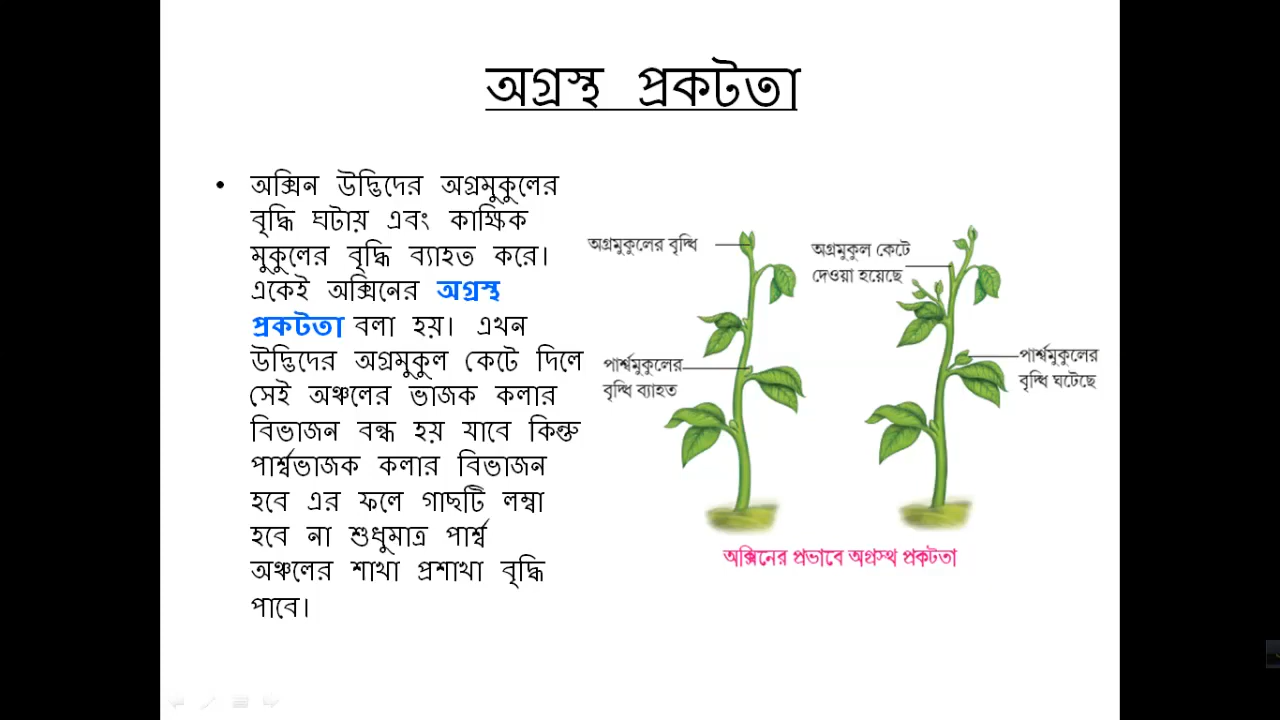 অগ্রস্থ প্রকটতা
• অক্সিন উদ্ভিদের অগ্রমুকুলের
বৃদ্ধি ঘটায় এবং কাক্ষিক
মুকুলের বৃদ্ধি ব্যাহত করে।
একেই অক্সিনের অগ্রস্থ
প্রকটতা বলা হয়। এখন
উদ্ভিদের অগ্রমুকুল কেটে দিলে
সেই অঞ্চলের ভাজক কলার
বিভাজন বন্ধ হয় যাবে কিন্তু
পার্শ্বভাজক কলার বিভাজন
হবে এর ফলে গাছটি লম্বা
হবে না শুধুমাত্র পার্শ্ব
অঞ্চলের শাখা প্রশাখা বৃদ্ধি
পাবে।
অগ্রমুকুলের বৃদ্ধি
পার্শ্বমুকুলের
বৃদ্ধি ব্যাহত
অগ্রমুকুল কেটে
দেওয়া হয়েছে
পার্শ্বমুকুলের
বৃদ্ধি ঘটেছে
অক্সিনের প্রভাবে অগ্রস্থ প্রকটতা